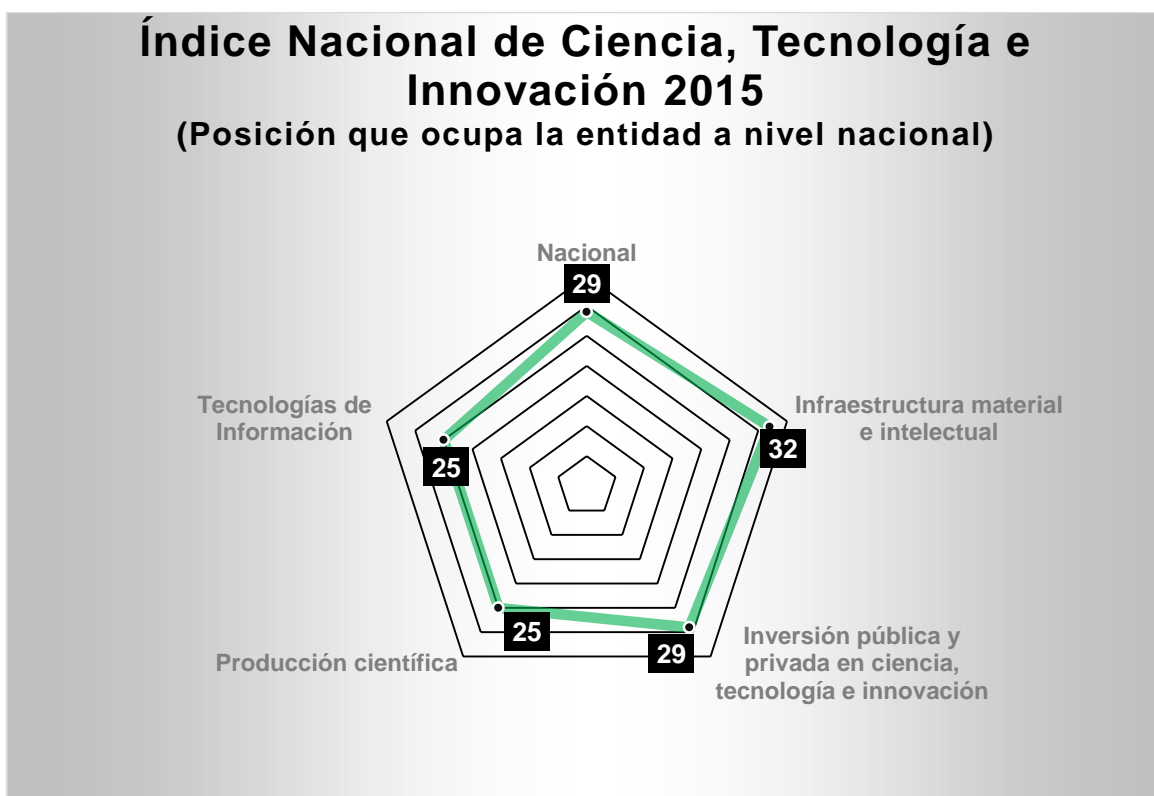 Índice Nacional de Ciencia, Tecnología e
Innovación 2015
(Posición que ocupa la entidad a nivel nacional)
Nacional
29
Infraestructura material
e intelectual
32
Tecnologías de
Información
25
Producción científica
25
Inversión pública y
privada en ciencia,
tecnología e innovación
29